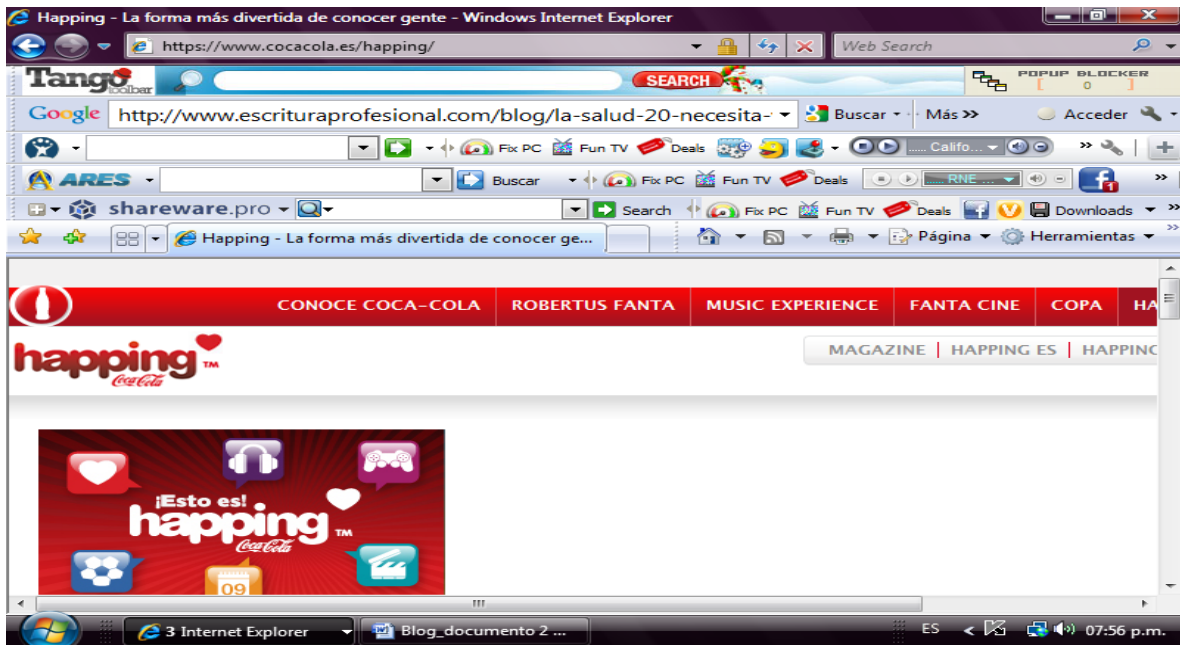 Happing - La forma más divertida de conocer gente - Windows Internet Explorer
https://www.cocacola.es/happing/ Web Search
Tango toolbar SEARCH POPUP BLOCKER [ 0 ]
Google http://www.escrituraprofesional.com/blog/la-salud-20-necesita- Buscar Más >> Acceder
Fix PC Fun TV Deals ..... Califo... >>
ARES Buscar Fix PC Fun TV Deals RNE ... >>
shareware.pro Search Fix PC Fun TV Deals Downloads >>
Happing - La forma más divertida de conocer ge... Página Herramientas >>
CONOCE COCA-COLA ROBERTUS FANTA MUSIC EXPERIENCE FANTA CINE COPA HA
happing TM MAGAZINE | HAPPING ES | HAPPING
Coca-Cola
¡Esto es!
happing TM
Coca-Cola
09
3 Internet Explorer Blog_documento 2 ... ES < 07:56 p.m.